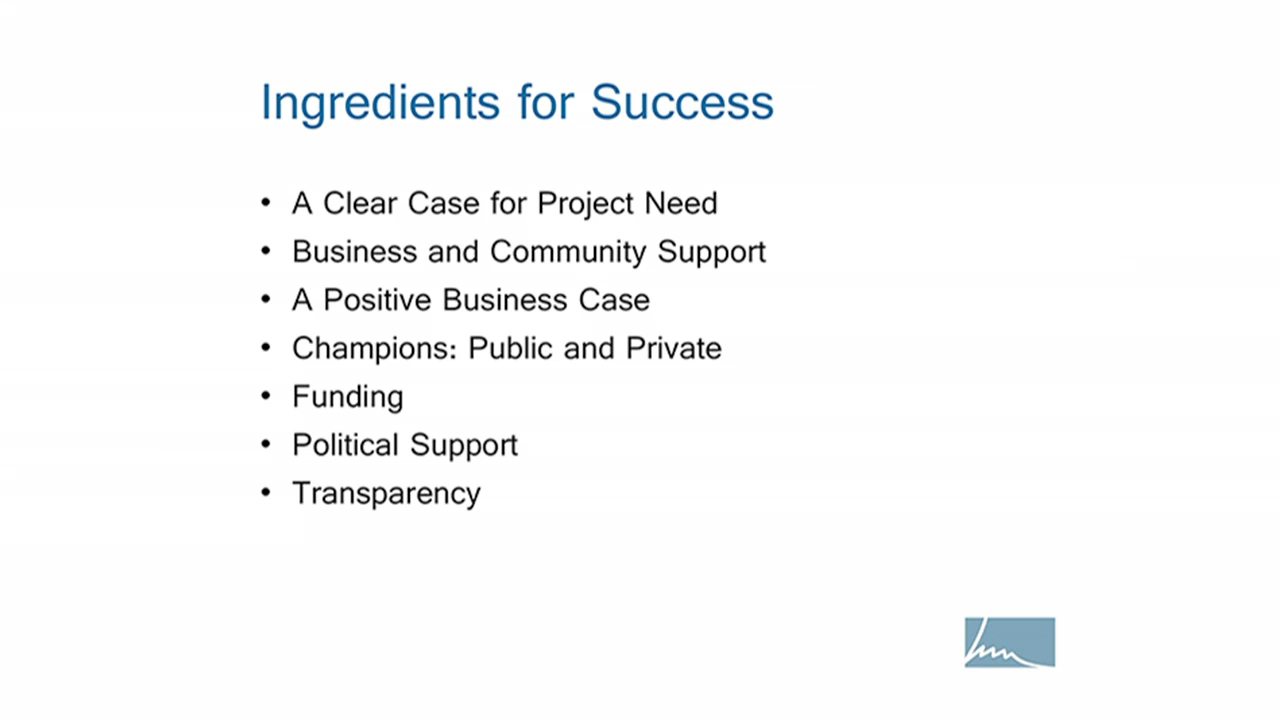 Ingredients for Success
• A Clear Case for Project Need
• Business and Community Support
• A Positive Business Case
• Champions: Public and Private
• Funding
• Political Support
• Transparency